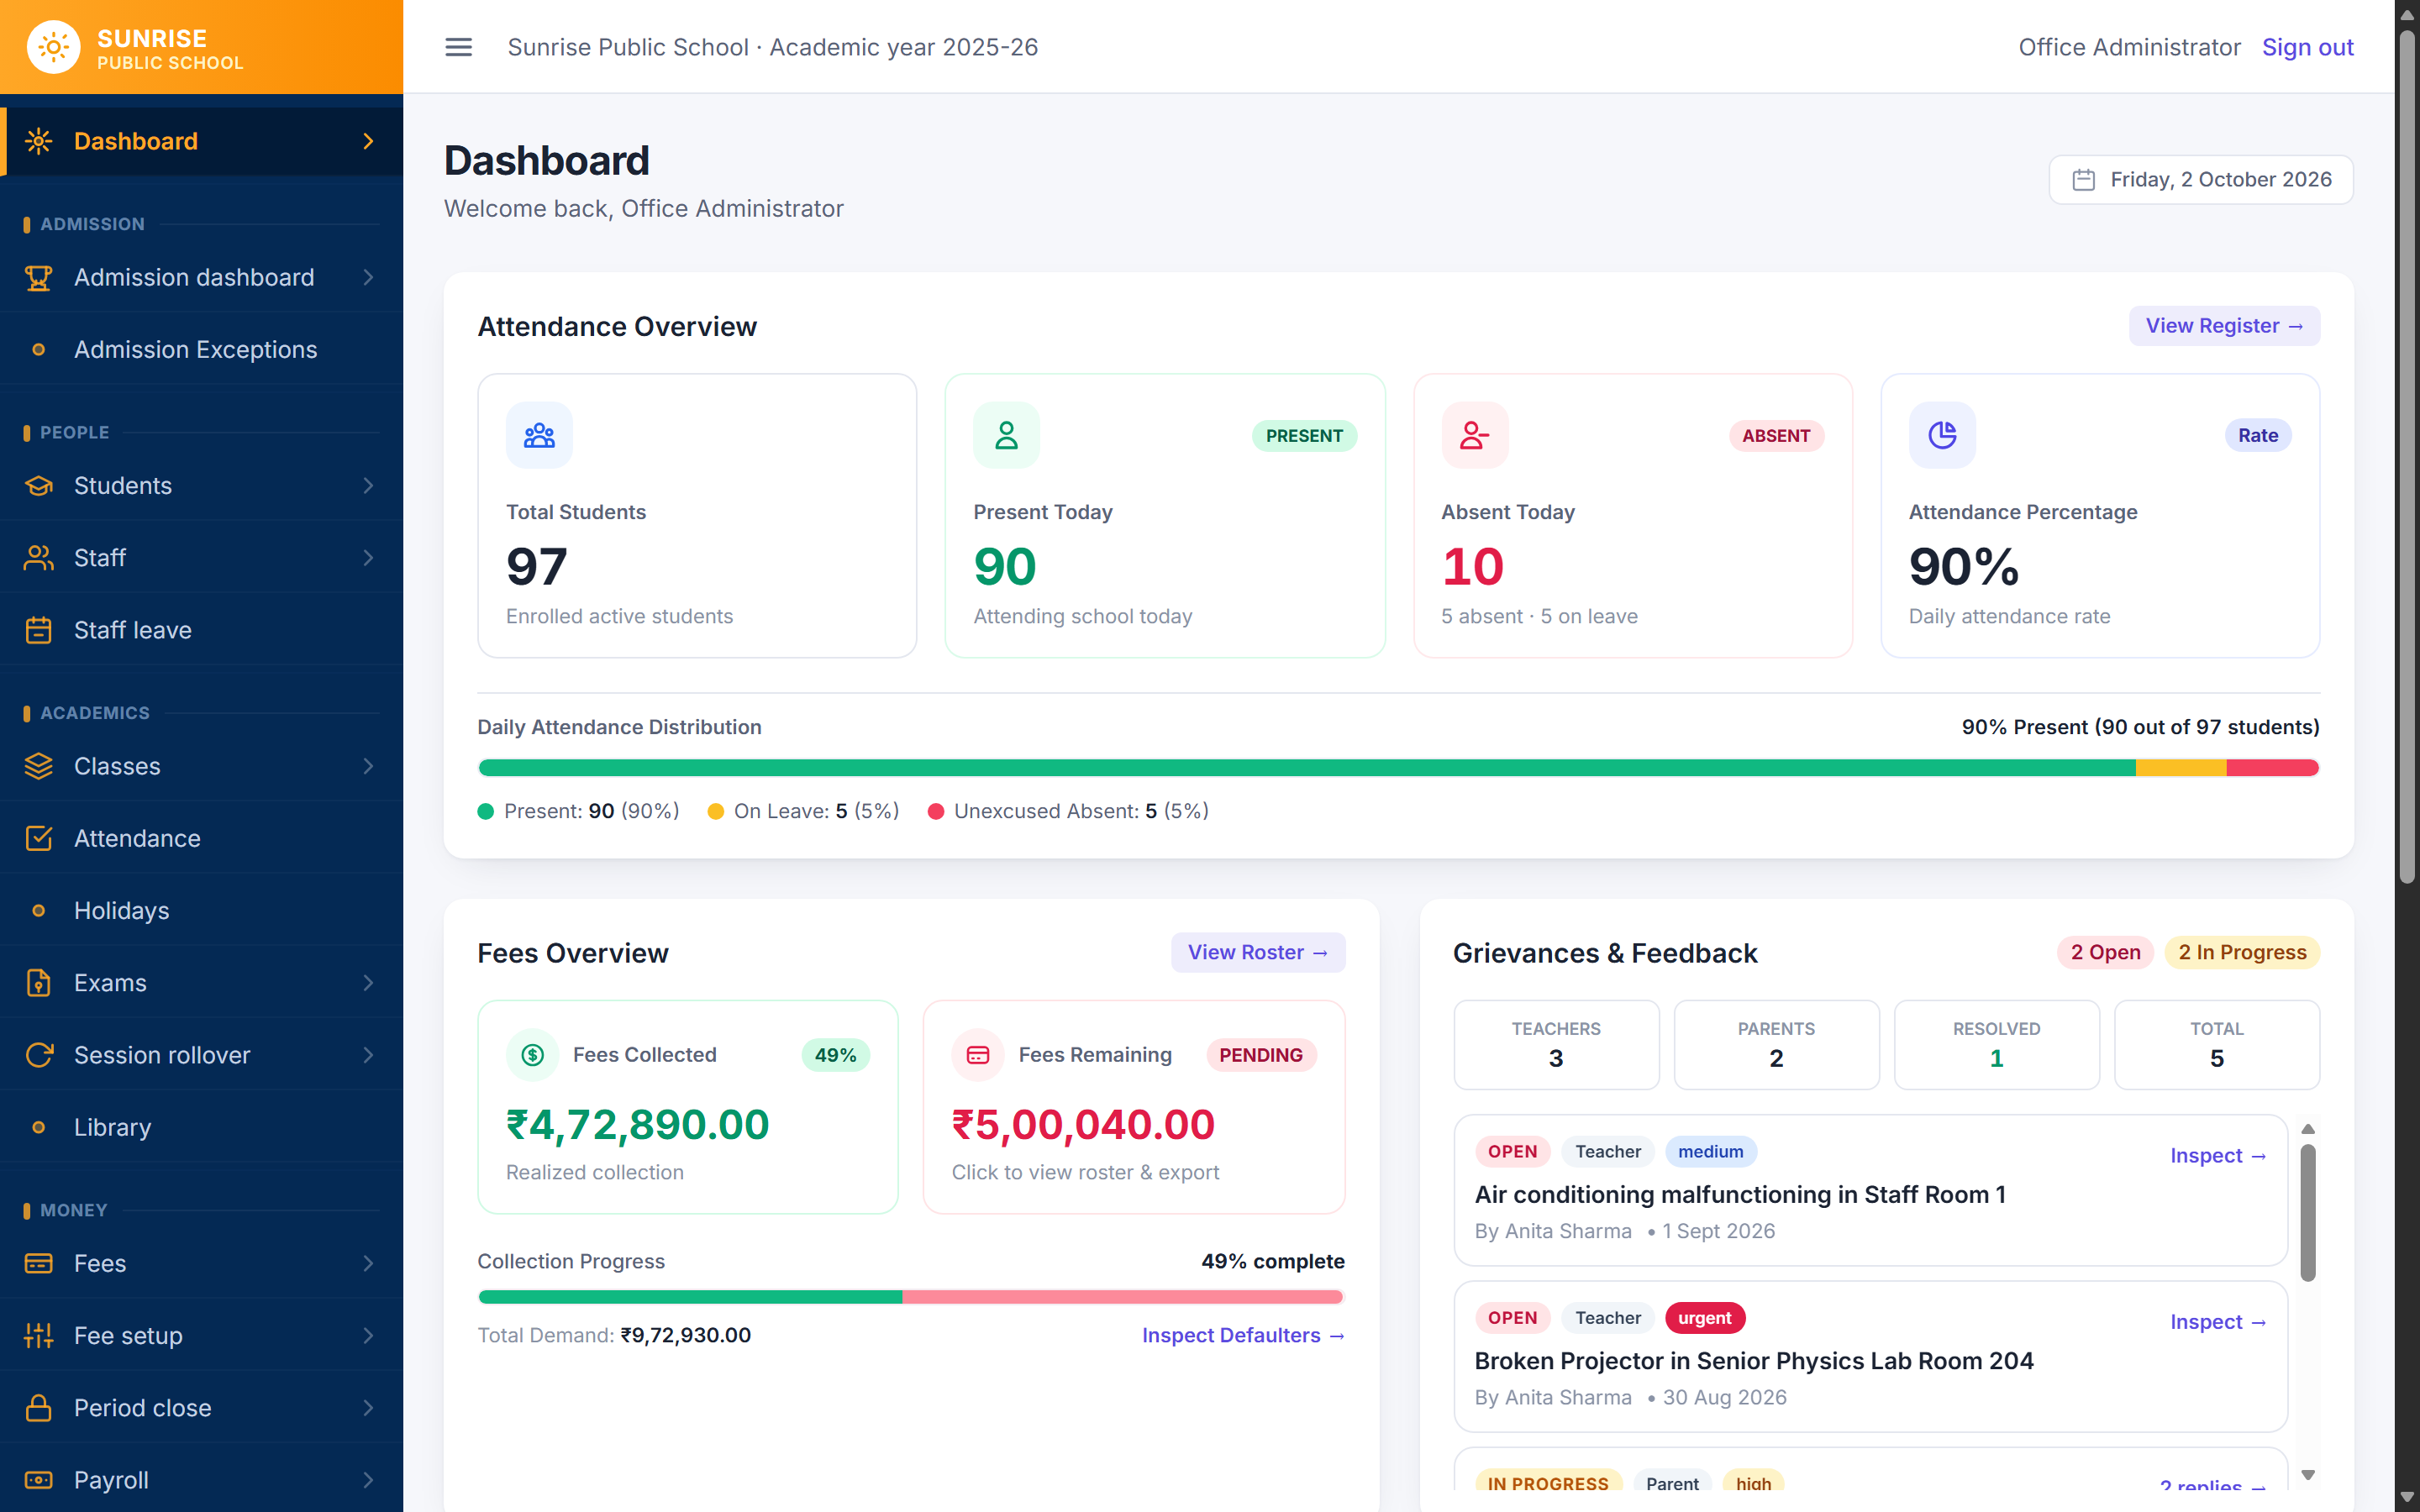 SUNRISE
PUBLIC SCHOOL
Sunrise Public School · Academic year 2025-26
Office Administrator
Sign out
Dashboard
ADMISSION
Admission dashboard
Admission Exceptions
PEOPLE
Students
Staff
Staff leave
ACADEMICS
Classes
Attendance
Holidays
Exams
Session rollover
Library
MONEY
Fees
Fee setup
Period close
Payroll
Dashboard
Welcome back, Office Administrator
Friday, 2 October 2026
Attendance Overview
View Register →
Total Students
97
Enrolled active students
PRESENT
Present Today
90
Attending school today
ABSENT
Absent Today
10
5 absent · 5 on leave
Rate
Attendance Percentage
90%
Daily attendance rate
Daily Attendance Distribution
90% Present (90 out of 97 students)
Present: 90 (90%)
On Leave: 5 (5%)
Unexcused Absent: 5 (5%)
Fees Overview
View Roster →
Fees Collected
49%
₹4,72,890.00
Realized collection
Fees Remaining
PENDING
₹5,00,040.00
Click to view roster & export
Collection Progress
49% complete
Total Demand: ₹9,72,930.00
Inspect Defaulters →
Grievances & Feedback
2 Open
2 In Progress
TEACHERS
3
PARENTS
2
RESOLVED
1
TOTAL
5
OPEN
Teacher
medium
Inspect →
Air conditioning malfunctioning in Staff Room 1
By Anita Sharma • 1 Sept 2026
OPEN
Teacher
urgent
Inspect →
Broken Projector in Senior Physics Lab Room 204
By Anita Sharma • 30 Aug 2026
IN PROGRESS
Parent
high
2 replies →